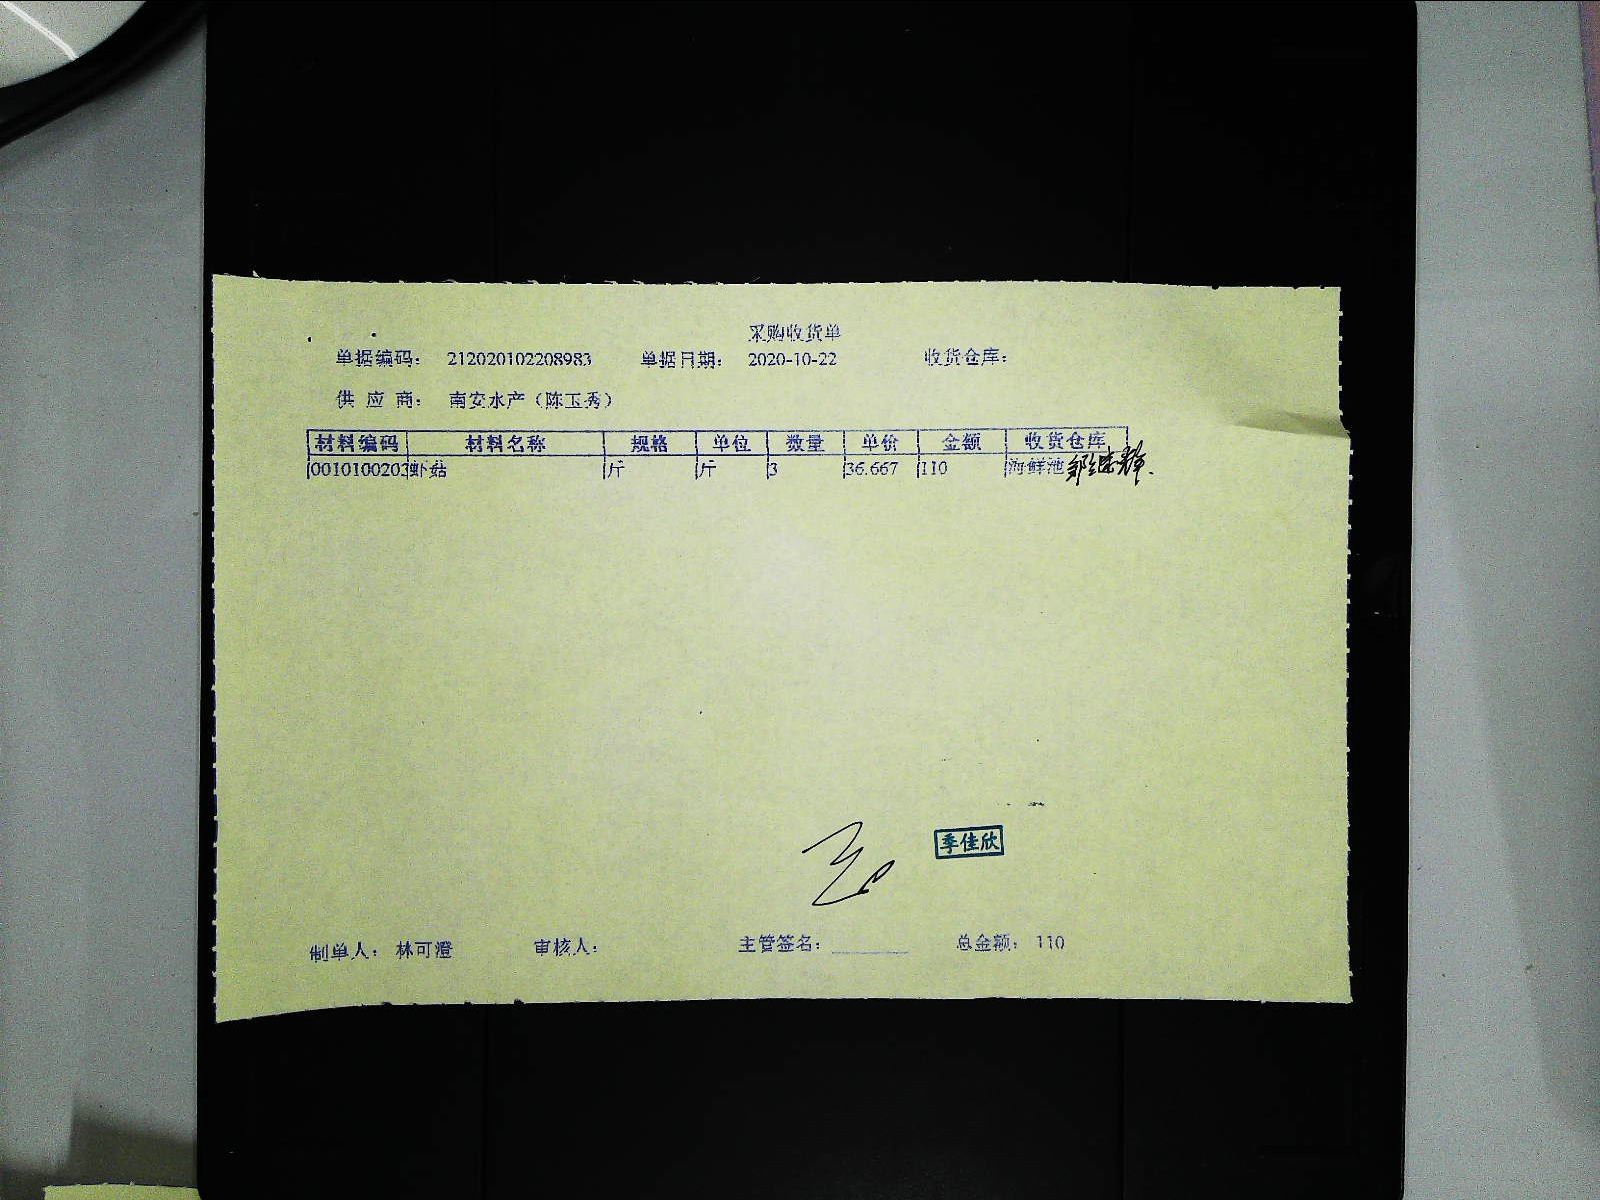 采购收货单
单据编码： 212020102208983 单据日期： 2020-10-22 收货仓库：
供 应 商： 南安水产（陈玉秀）
材料编码 材料名称 规格 单位 数量 单价 金额 收货仓库
0010100203 虾菇 斤 斤 3 36.667 110 海鲜池
季佳欣
制单人： 林可澄 审核人： 主管签名： 总金额： 110